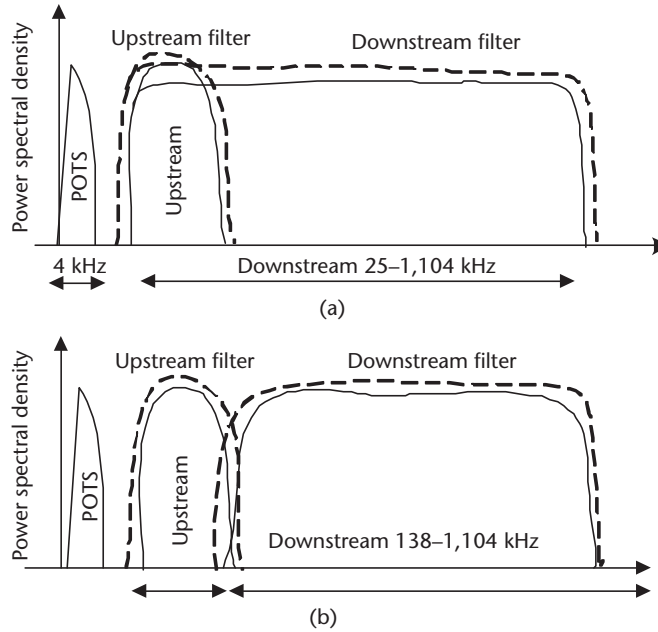 Upstream filter
Downstream filter
Power spectral density
POTS
Upstream
4 kHz
Downstream 25–1,104 kHz
(a)
Upstream filter
Downstream filter
Power spectral density
POTS
Upstream
Downstream 138–1,104 kHz
(b)